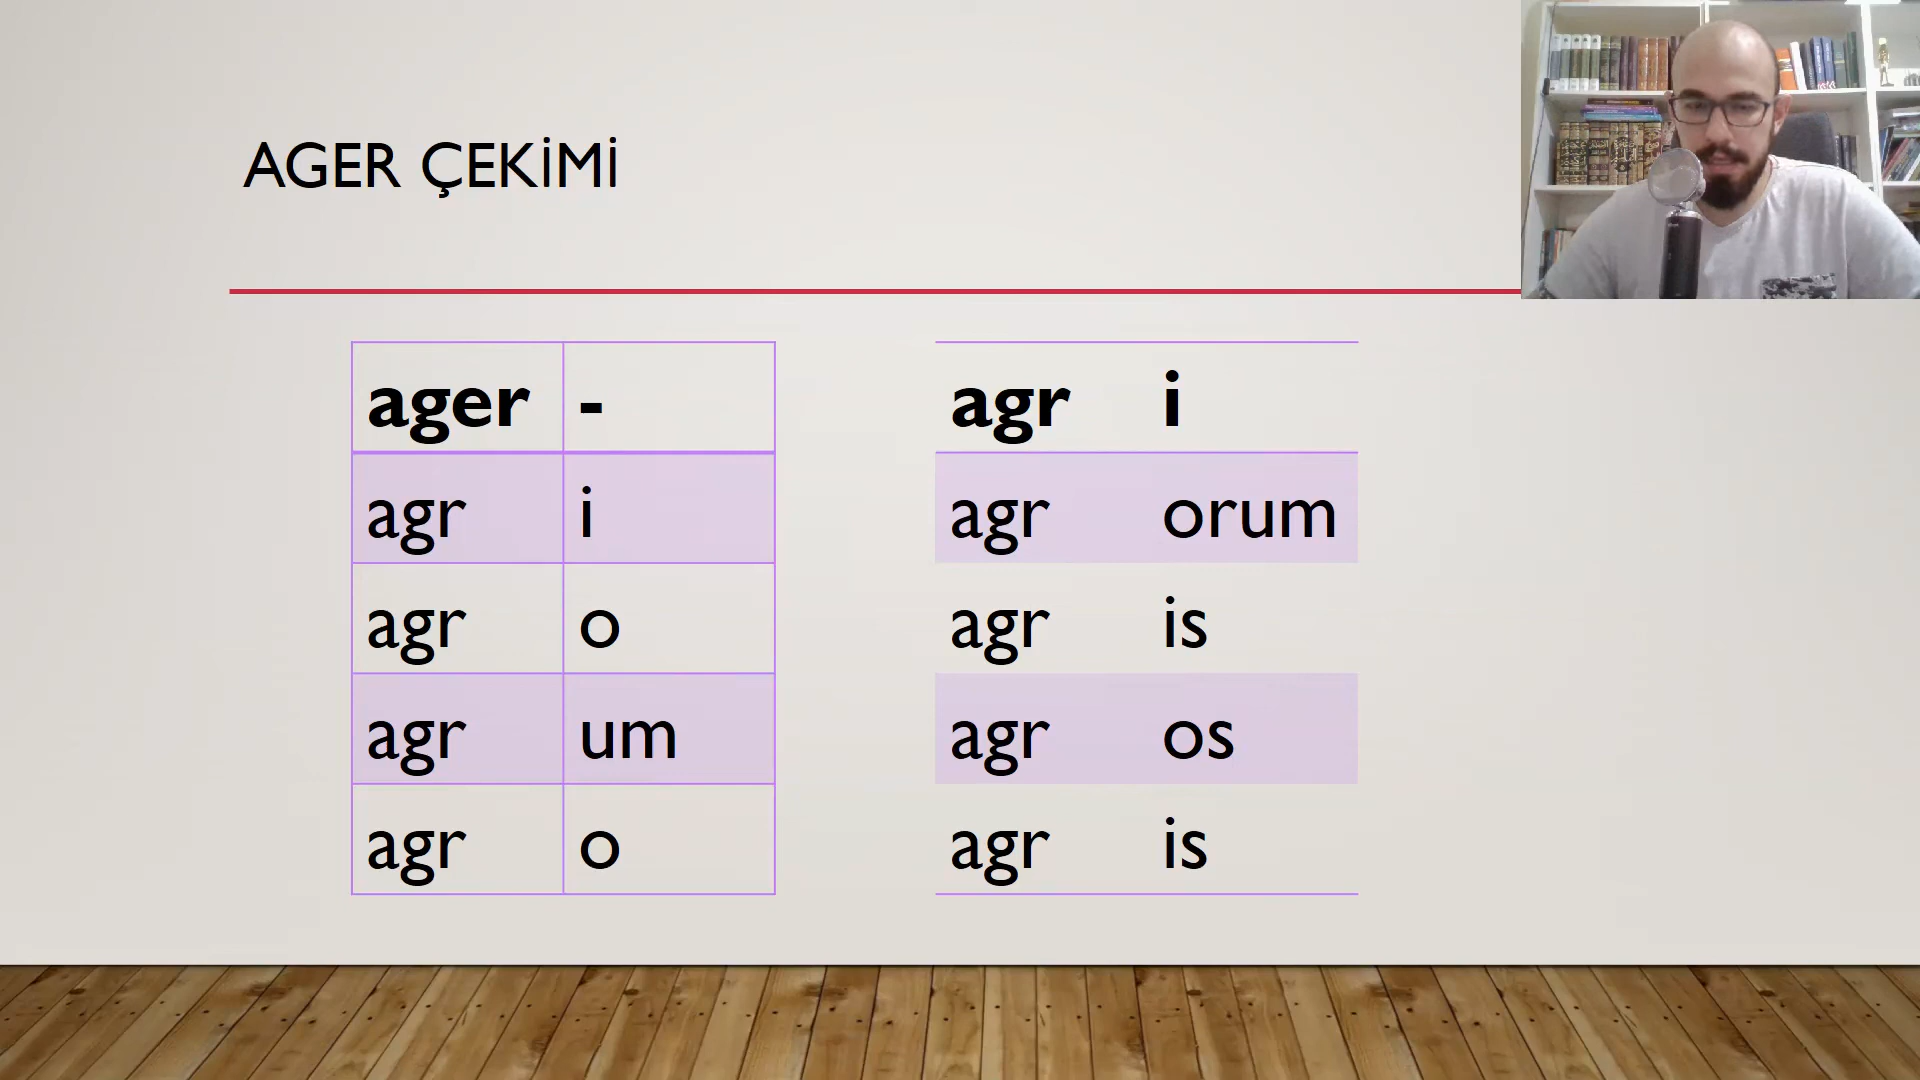 AGER ÇEKİMİ
ager -
agr i
agr o
agr um
agr o
agr i
agr orum
agr is
agr os
agr is